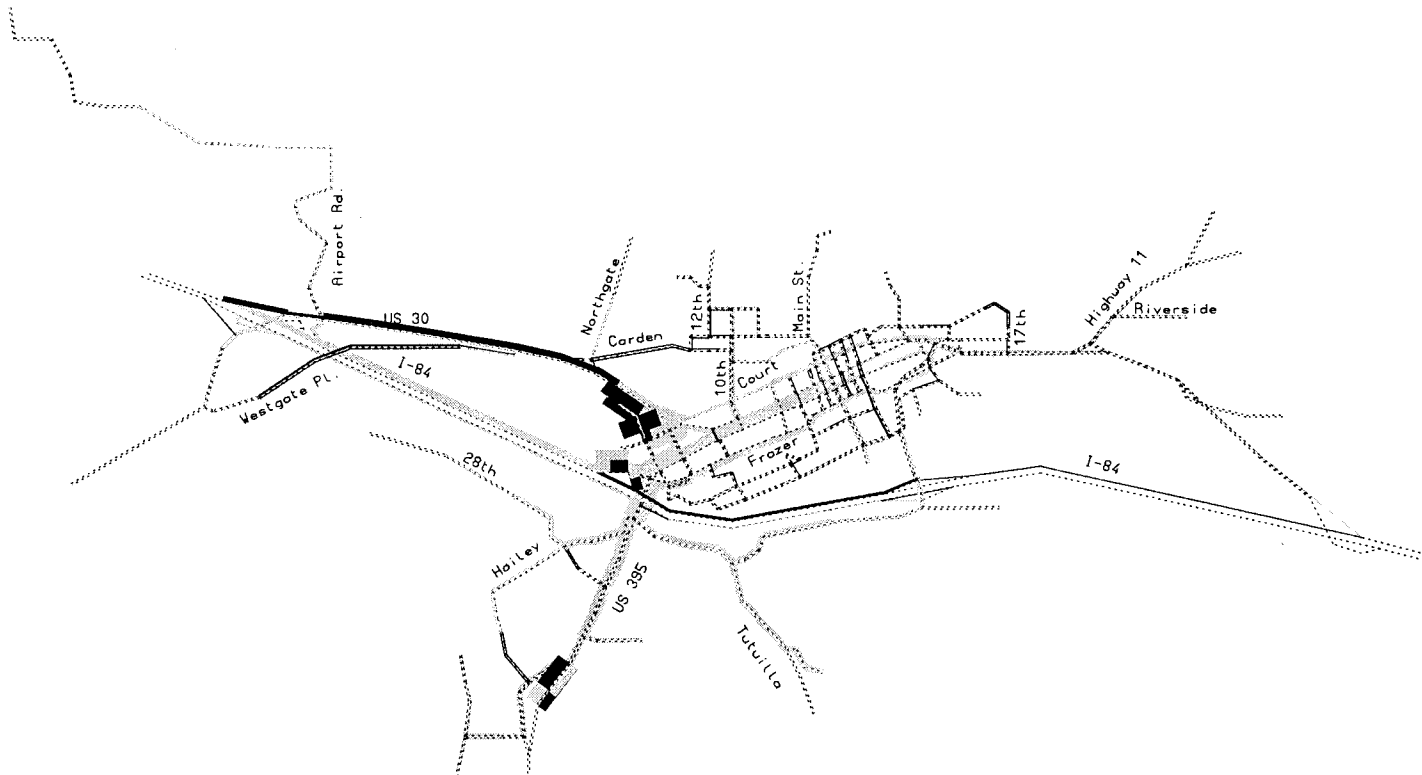 Airport Rd.
Northgate
12th
Main St.
Highway 11
Riverside
US 30
Carden
17th
I-84
10th
Court
Westgate Pl.
28th
Frazer
I-84
Hailey
US 395
Tutuilla